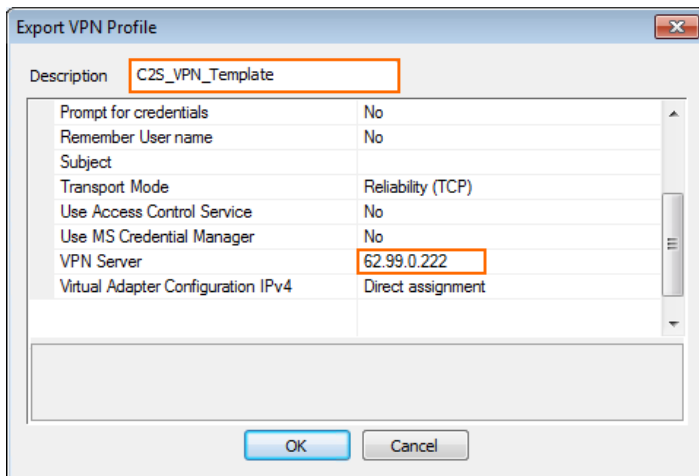 Export VPN Profile
Description C2S_VPN_Template
Prompt for credentials No
Remember User name No
Subject
Transport Mode Reliability (TCP)
Use Access Control Service No
Use MS Credential Manager No
VPN Server 62.99.0.222
Virtual Adapter Configuration IPv4 Direct assignment
OK Cancel